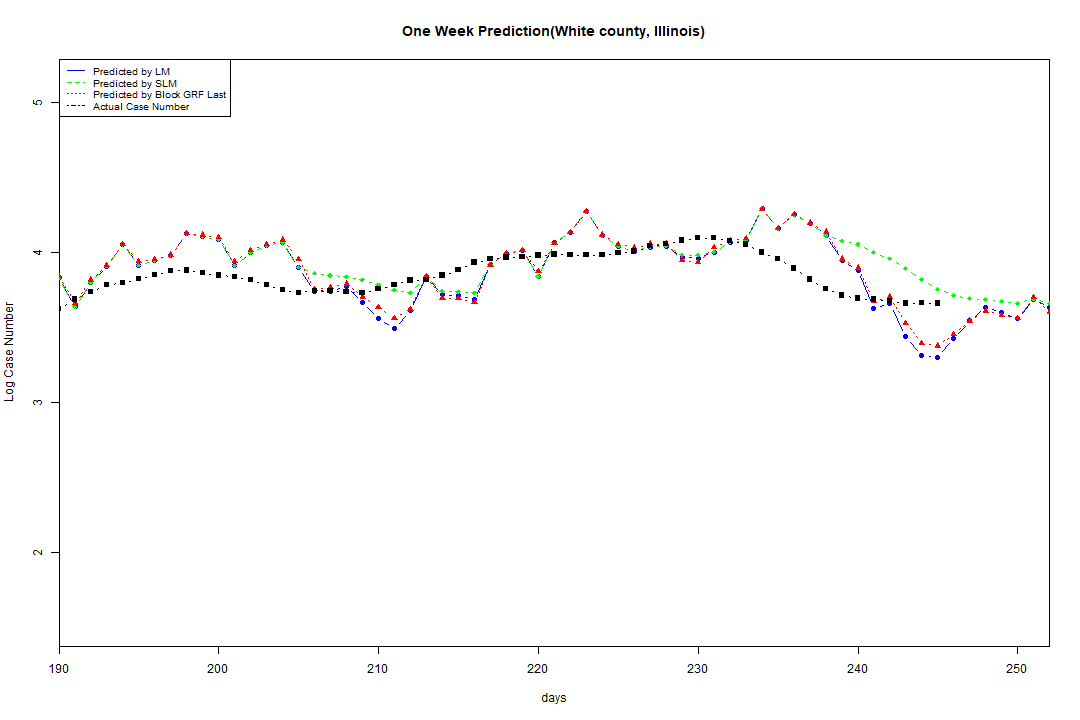 One Week Prediction(White county, Illinois)
Predicted by LM
Predicted by SLM
Predicted by Block GRF Last
Actual Case Number
5
4
3
2
Log Case Number
190 200 210 220 230 240 250
days